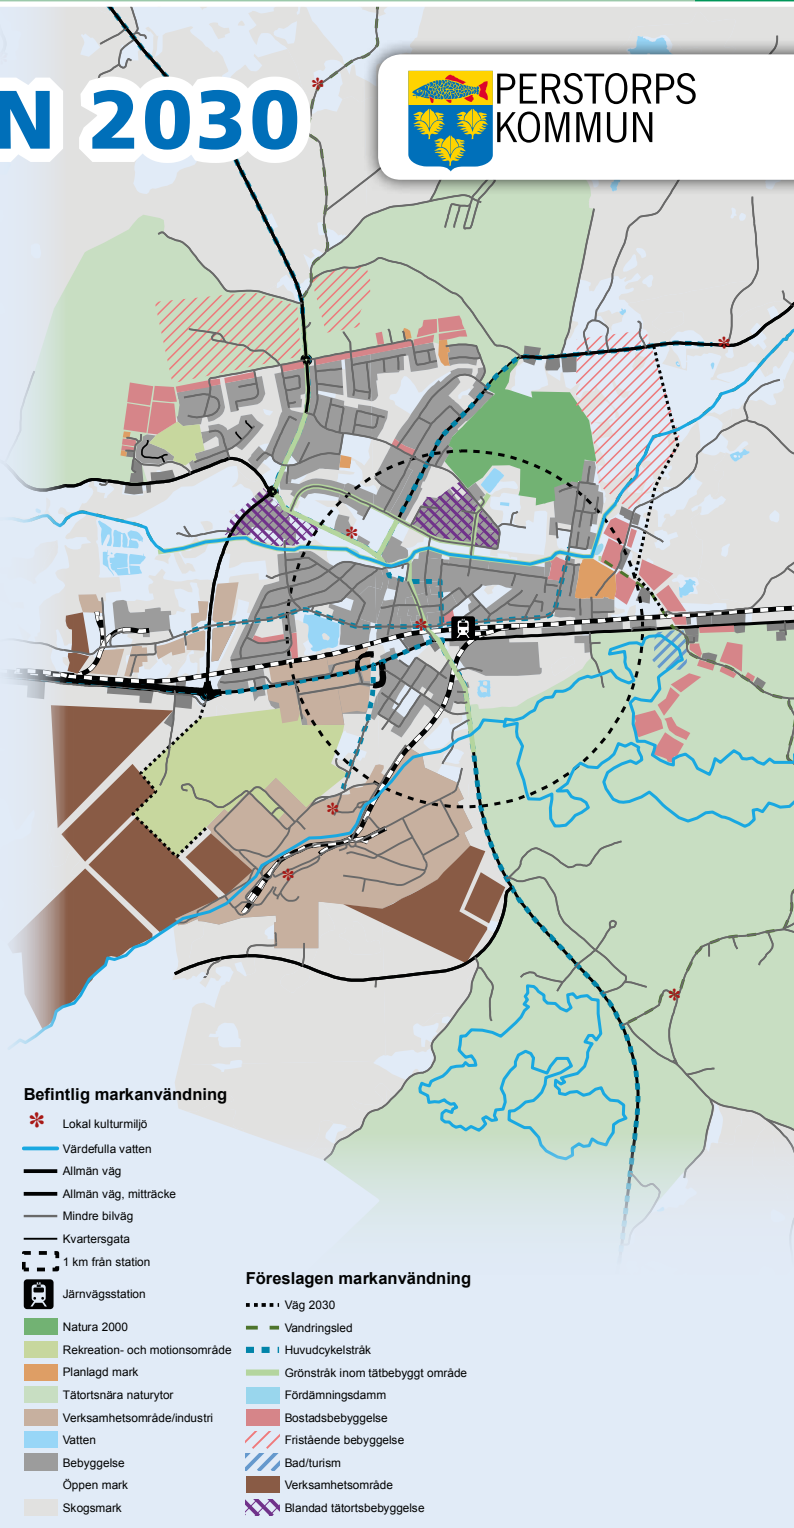 N 2030
PERSTORPS
KOMMUN
Befintlig markanvändning
Lokal kulturmiljö
Värdefulla vatten
Allmän väg
Allmän väg, mitträcke
Mindre bilväg
Kvartersgata
1 km från station
Järnvägsstation
Natura 2000
Rekreation- och motionsområde
Planlagd mark
Tätortsnära naturytor
Verksamhetsområde/industri
Vatten
Bebyggelse
Öppen mark
Skogsmark
Föreslagen markanvändning
Väg 2030
Vandringsled
Huvudcykelstråk
Grönstråk inom tätbebyggt område
Fördämningsdamm
Bostadsbebyggelse
Fristående bebyggelse
Bad/turism
Verksamhetsområde
Blandad tätortsbebyggelse